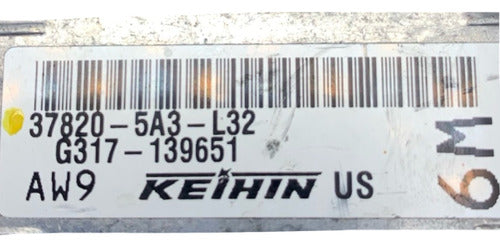 37820-5A3-L32
G317-139651
AW9 KEIHIN US
6M